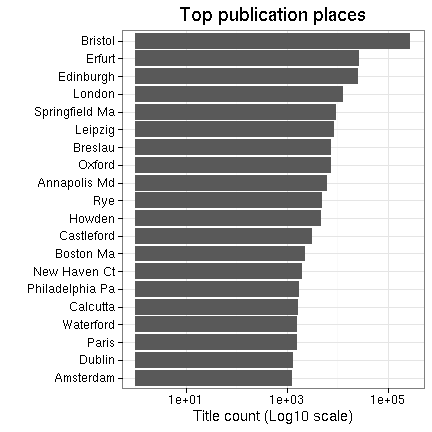 Top publication places
Bristol
Erfurt
Edinburgh
London
Springfield Ma
Leipzig
Breslau
Oxford
Annapolis Md
Rye
Howden
Castleford
Boston Ma
New Haven Ct
Philadelphia Pa
Calcutta
Waterford
Paris
Dublin
Amsterdam
1e+01 1e+03 1e+05
Title count (Log10 scale)